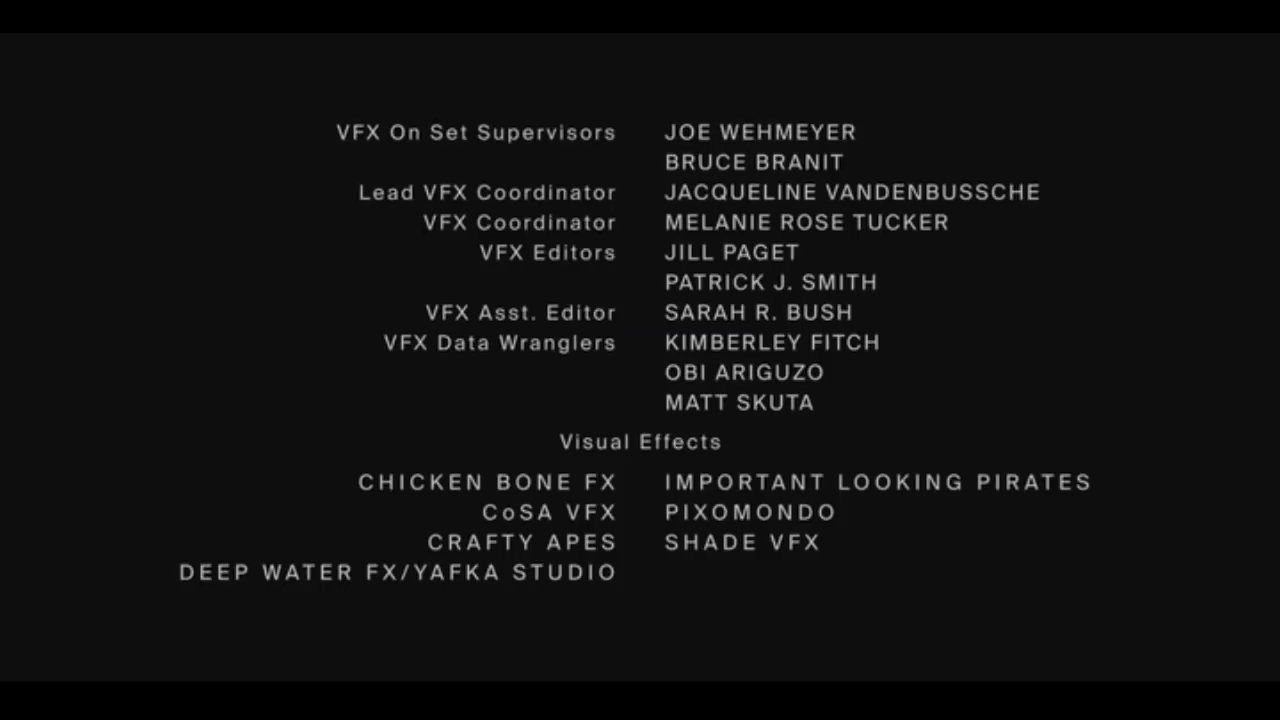 VFX On Set Supervisors JOE WEHMEYER
BRUCE BRANIT
Lead VFX Coordinator JACQUELINE VANDENBUSSCHE
VFX Coordinator MELANIE ROSE TUCKER
VFX Editors JILL PAGET
PATRICK J. SMITH
VFX Asst. Editor SARAH R. BUSH
VFX Data Wranglers KIMBERLEY FITCH
OBI ARIGUZO
MATT SKUTA
Visual Effects
CHICKEN BONE FX IMPORTANT LOOKING PIRATES
CoSA VFX PIXOMONDO
CRAFTY APES SHADE VFX
DEEP WATER FX/YAFKA STUDIO